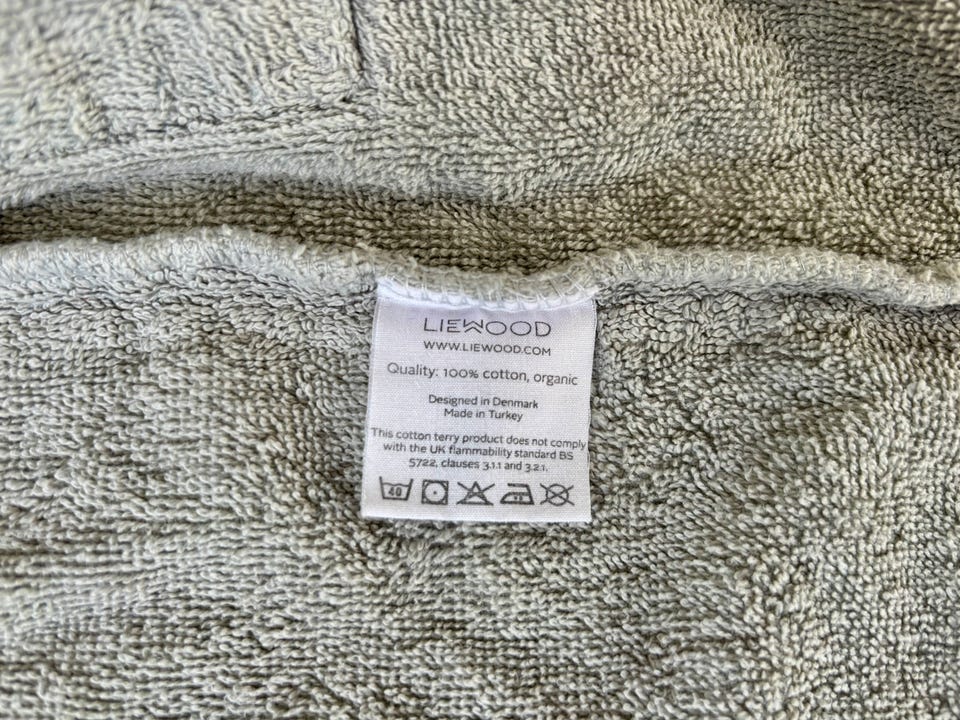 LIEWOOD
WWW.LIEWOOD.COM
Quality: 100% cotton, organic
Designed in Denmark
Made in Turkey
This cotton terry product does not comply
with the UK flammability standard BS
5722, clauses 3.1.1 and 3.2.1.
40